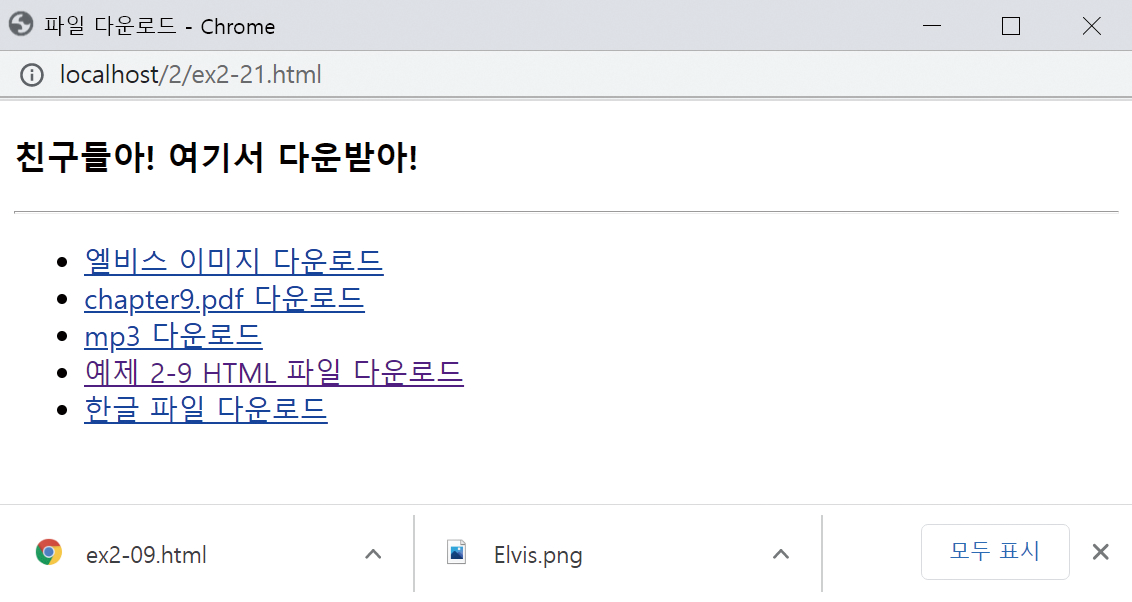 파일 다운로드 - Chrome
localhost/2/ex2-21.html
친구들아! 여기서 다운받아!
엘비스 이미지 다운로드
chapter9.pdf 다운로드
mp3 다운로드
예제 2-9 HTML 파일 다운로드
한글 파일 다운로드
ex2-09.html
Elvis.png
모두 표시